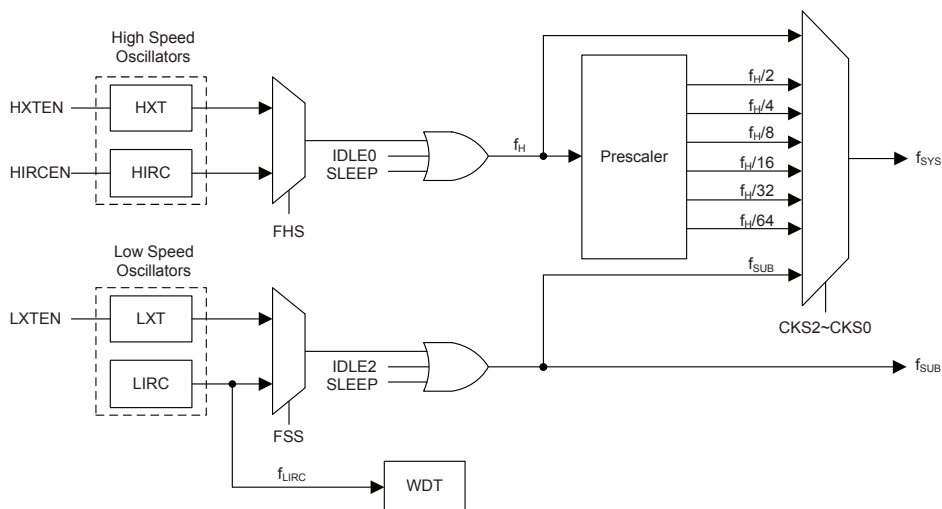 High Speed
Oscillators
HXTEN
HXT
HIRCEN
HIRC
FHS
IDLE0
SLEEP
fH
Prescaler
fH/2
fH/4
fH/8
fH/16
fH/32
fH/64
fSUB
CKS2~CKS0
fSYS
Low Speed
Oscillators
LXTEN
LXT
LIRC
FSS
IDLE2
SLEEP
fSUB
fLIRC
WDT